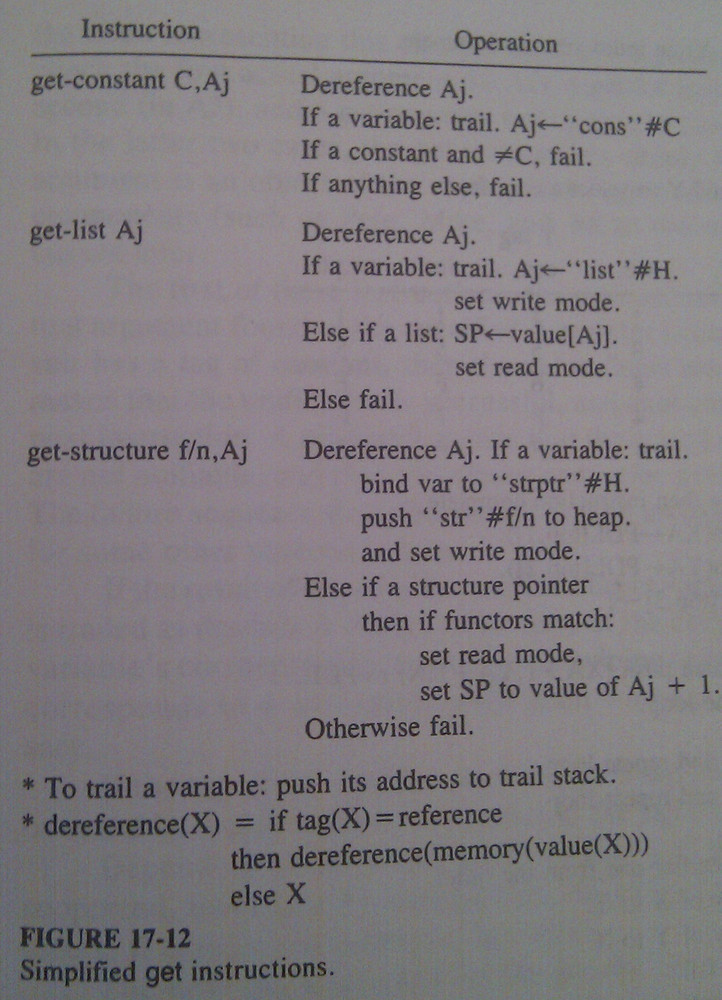 Instruction Operation
get-constant C,Aj Dereference Aj.
If a variable: trail. Aj←“cons”#C
If a constant and ≠C, fail.
If anything else, fail.
get-list Aj Dereference Aj.
If a variable: trail. Aj←“list”#H.
set write mode.
Else if a list: SP←value[Aj].
set read mode.
Else fail.
get-structure f/n,Aj Dereference Aj. If a variable: trail.
bind var to “strptr”#H.
push “str”#f/n to heap.
and set write mode.
Else if a structure pointer
then if functors match:
set read mode,
set SP to value of Aj + 1.
Otherwise fail.
* To trail a variable: push its address to trail stack.
* dereference(X) = if tag(X)=reference
then dereference(memory(value(X)))
else X
FIGURE 17-12
Simplified get instructions.